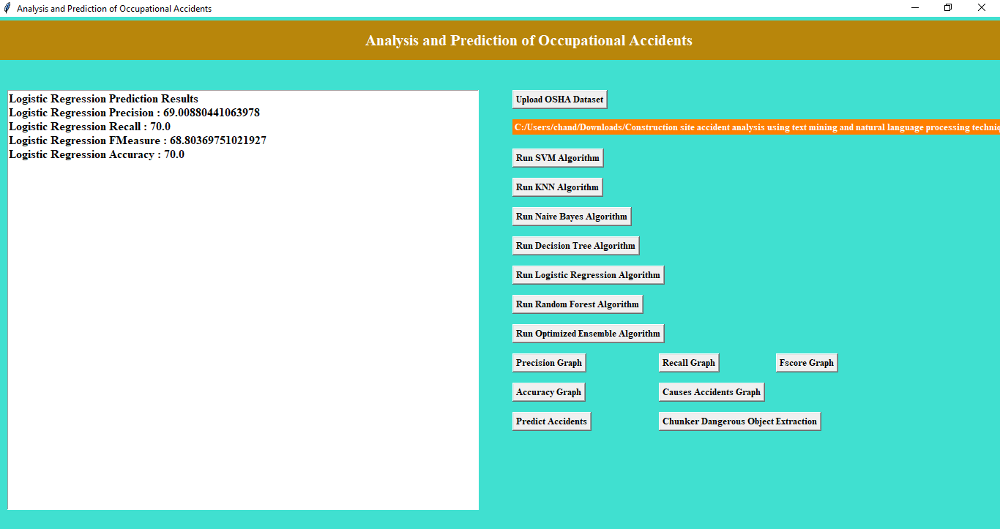 Analysis and Prediction of Occupational Accidents
Analysis and Prediction of Occupational Accidents
Logistic Regression Prediction Results
Logistic Regression Precision : 69.00880441063978
Logistic Regression Recall : 70.0
Logistic Regression FMeasure : 68.80369751021927
Logistic Regression Accuracy : 70.0
Upload OSHA Dataset
C:/Users/chand/Downloads/Construction site accident analysis using text mining and natural language processing techniq
Run SVM Algorithm
Run KNN Algorithm
Run Naive Bayes Algorithm
Run Decision Tree Algorithm
Run Logistic Regression Algorithm
Run Random Forest Algorithm
Run Optimized Ensemble Algorithm
Precision Graph Recall Graph Fscore Graph
Accuracy Graph Causes Accidents Graph
Predict Accidents Chunker Dangerous Object Extraction